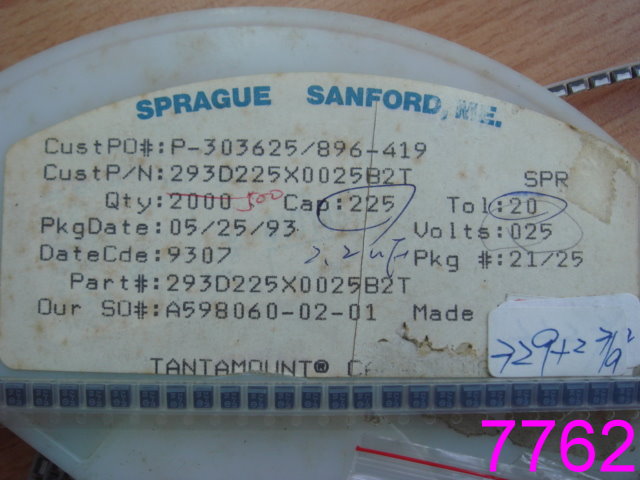 SPRAGUE SANFORD, ME.
CustPO#:P-303625/896-419
CustP/N:293D225X0025B2T SPR
Qty:2000 500 Cap:225 Tol:20
PkgDate:05/25/93 Volts:025
DateCde:9307 2.2uf Pkg #:21/25
Part#:293D225X0025B2T
Our SO#:A598060-02-01 Made
TANTAMOUNT®
7762